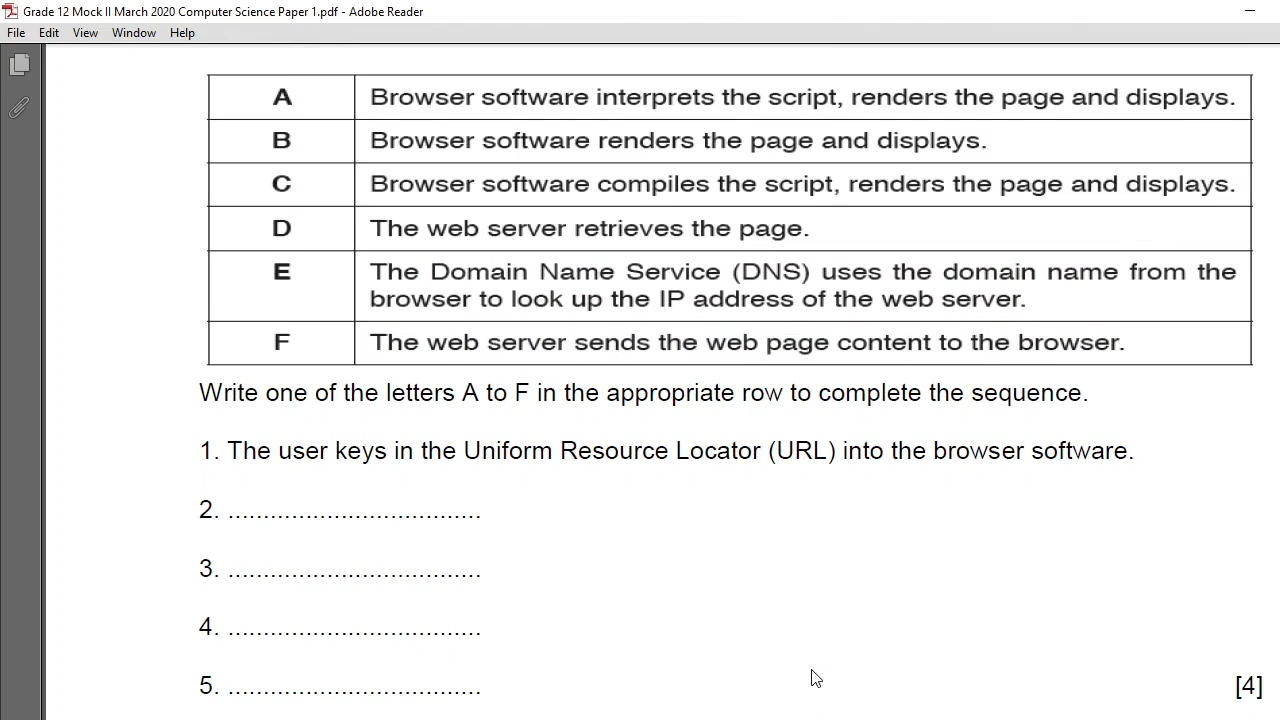 Grade 12 Mock II March 2020 Computer Science Paper 1.pdf - Adobe Reader
File Edit View Window Help
A Browser software interprets the script, renders the page and displays.
B Browser software renders the page and displays.
C Browser software compiles the script, renders the page and displays.
D The web server retrieves the page.
E The Domain Name Service (DNS) uses the domain name from the
browser to look up the IP address of the web server.
F The web server sends the web page content to the browser.
Write one of the letters A to F in the appropriate row to complete the sequence.
1. The user keys in the Uniform Resource Locator (URL) into the browser software.
2. ...................................
3. ...................................
4. ...................................
5. ...................................
[4]